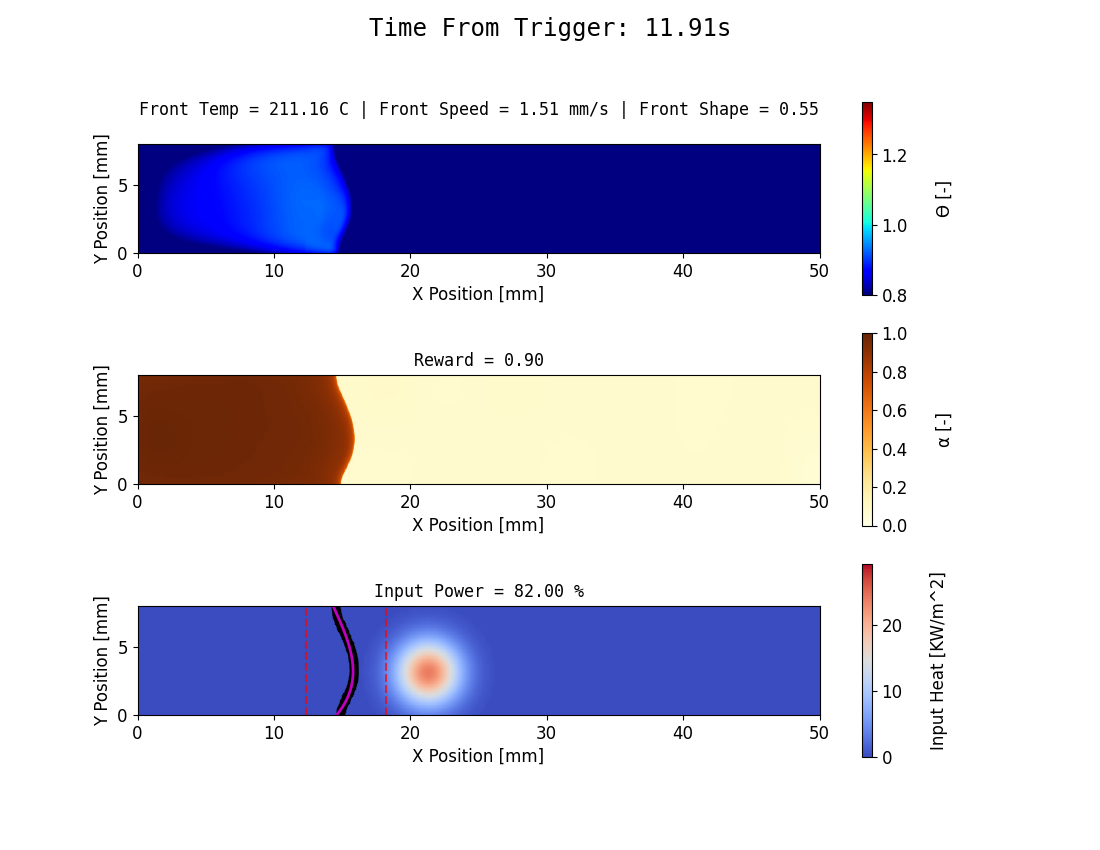 Time From Trigger: 11.91s
Front Temp = 211.16 C | Front Speed = 1.51 mm/s | Front Shape = 0.55
Y Position [mm]
5
0
0 10 20 30 40 50
X Position [mm]
1.2
1.0
0.8
Θ [-]
Reward = 0.90
Y Position [mm]
5
0
0 10 20 30 40 50
X Position [mm]
1.0
0.8
0.6
0.4
0.2
0.0
α [-]
Input Power = 82.00 %
Y Position [mm]
5
0
0 10 20 30 40 50
X Position [mm]
20
10
0
Input Heat [KW/m^2]